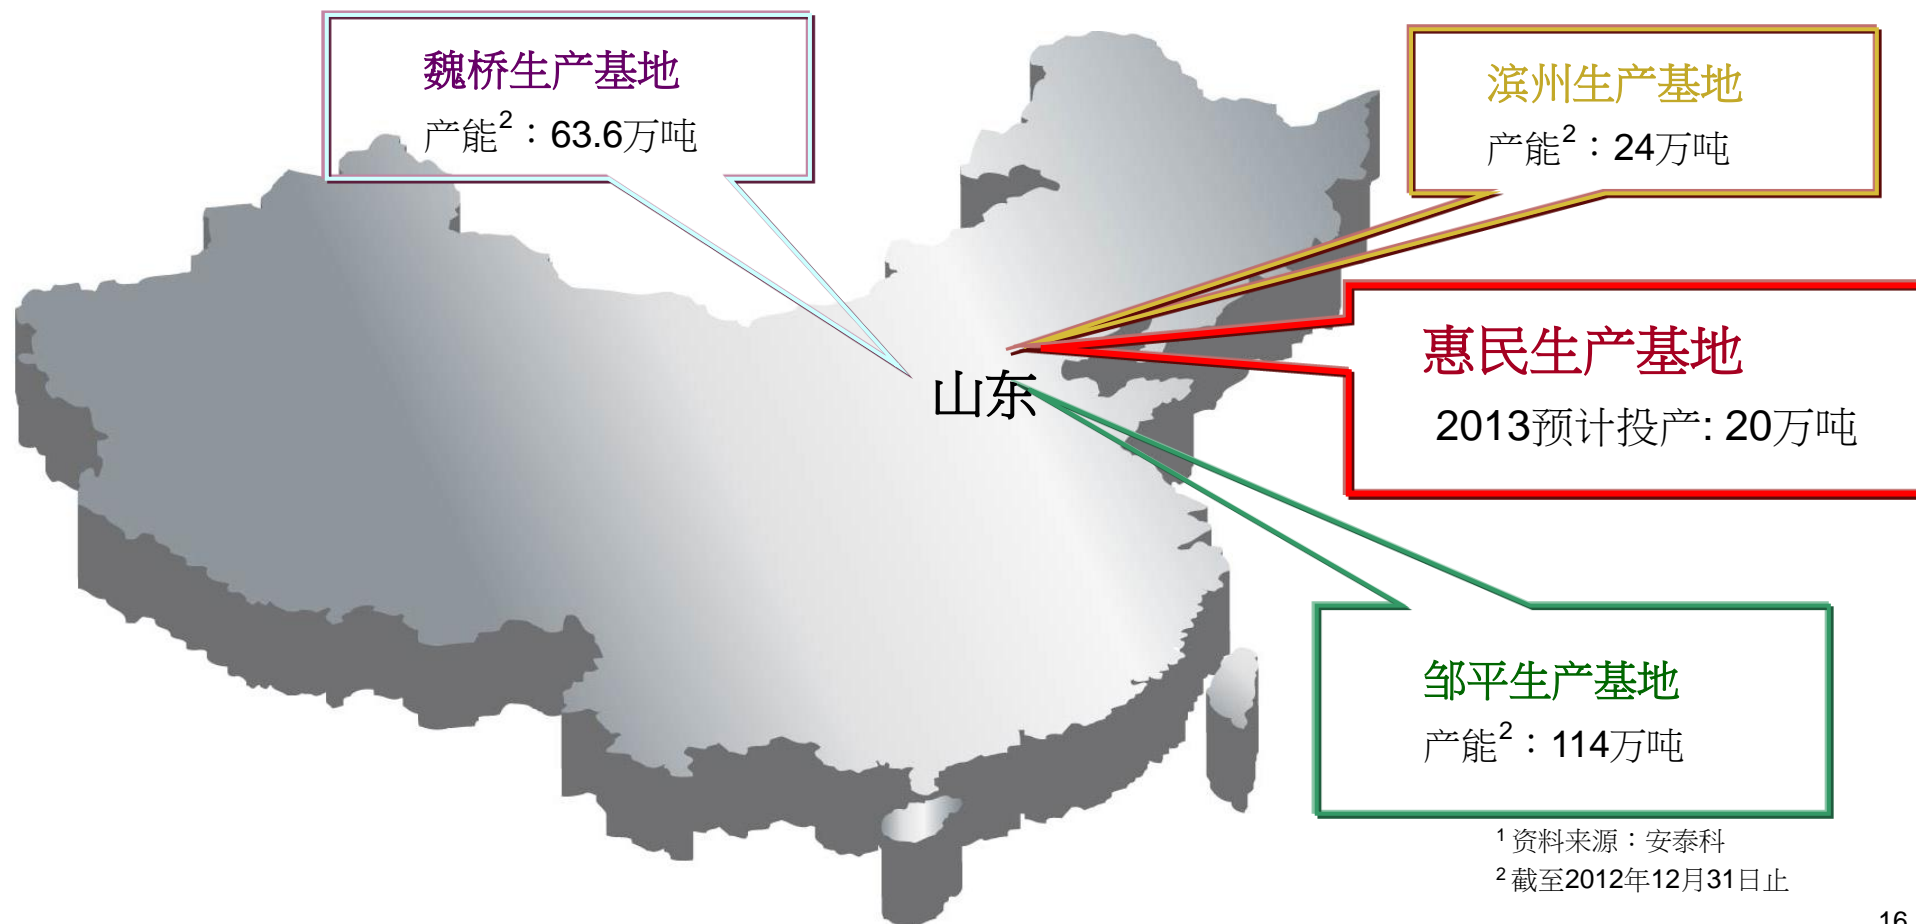 魏桥生产基地
产能²：63.6万吨
滨州生产基地
产能²：24万吨
惠民生产基地
2013预计投产: 20万吨
山东
邹平生产基地
产能²：114万吨
¹ 资料来源：安泰科
² 截至2012年12月31日止
16